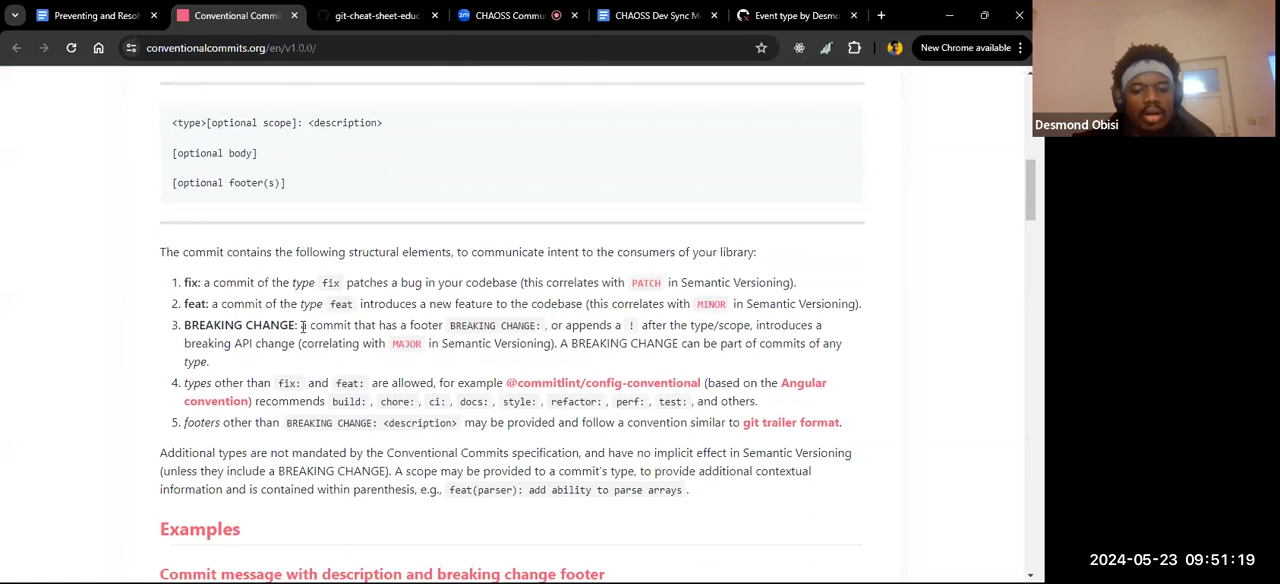 Preventing and Resol
Conventional Commit
git-cheat-sheet-educ
CHAOSS Commu
CHAOSS Dev Sync M
Event type by Desmo
conventionalcommits.org/en/v1.0.0/
New Chrome available
Desmond Obisi
<type>[optional scope]: <description>
[optional body]
[optional footer(s)]
The commit contains the following structural elements, to communicate intent to the consumers of your library:
1. fix: a commit of the type fix patches a bug in your codebase (this correlates with PATCH in Semantic Versioning).
2. feat: a commit of the type feat introduces a new feature to the codebase (this correlates with MINOR in Semantic Versioning).
3. BREAKING CHANGE: a commit that has a footer BREAKING CHANGE:, or appends a ! after the type/scope, introduces a
breaking API change (correlating with MAJOR in Semantic Versioning). A BREAKING CHANGE can be part of commits of any
type.
4. types other than fix: and feat: are allowed, for example @commitlint/config-conventional (based on the Angular
convention) recommends build:, chore:, ci:, docs:, style:, refactor:, perf:, test:, and others.
5. footers other than BREAKING CHANGE: <description> may be provided and follow a convention similar to git trailer format.
Additional types are not mandated by the Conventional Commits specification, and have no implicit effect in Semantic Versioning
(unless they include a BREAKING CHANGE). A scope may be provided to a commit's type, to provide additional contextual
information and is contained within parenthesis, e.g., feat(parser): add ability to parse arrays.
Examples
Commit message with description and breaking change footer
2024-05-23 09:51:19